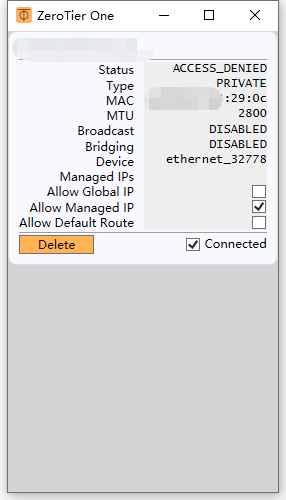 ZeroTier One
Status ACCESS_DENIED
Type PRIVATE
MAC :29:0c
MTU 2800
Broadcast DISABLED
Bridging DISABLED
Device ethernet_32778
Managed IPs
Allow Global IP
Allow Managed IP
Allow Default Route
Delete Connected